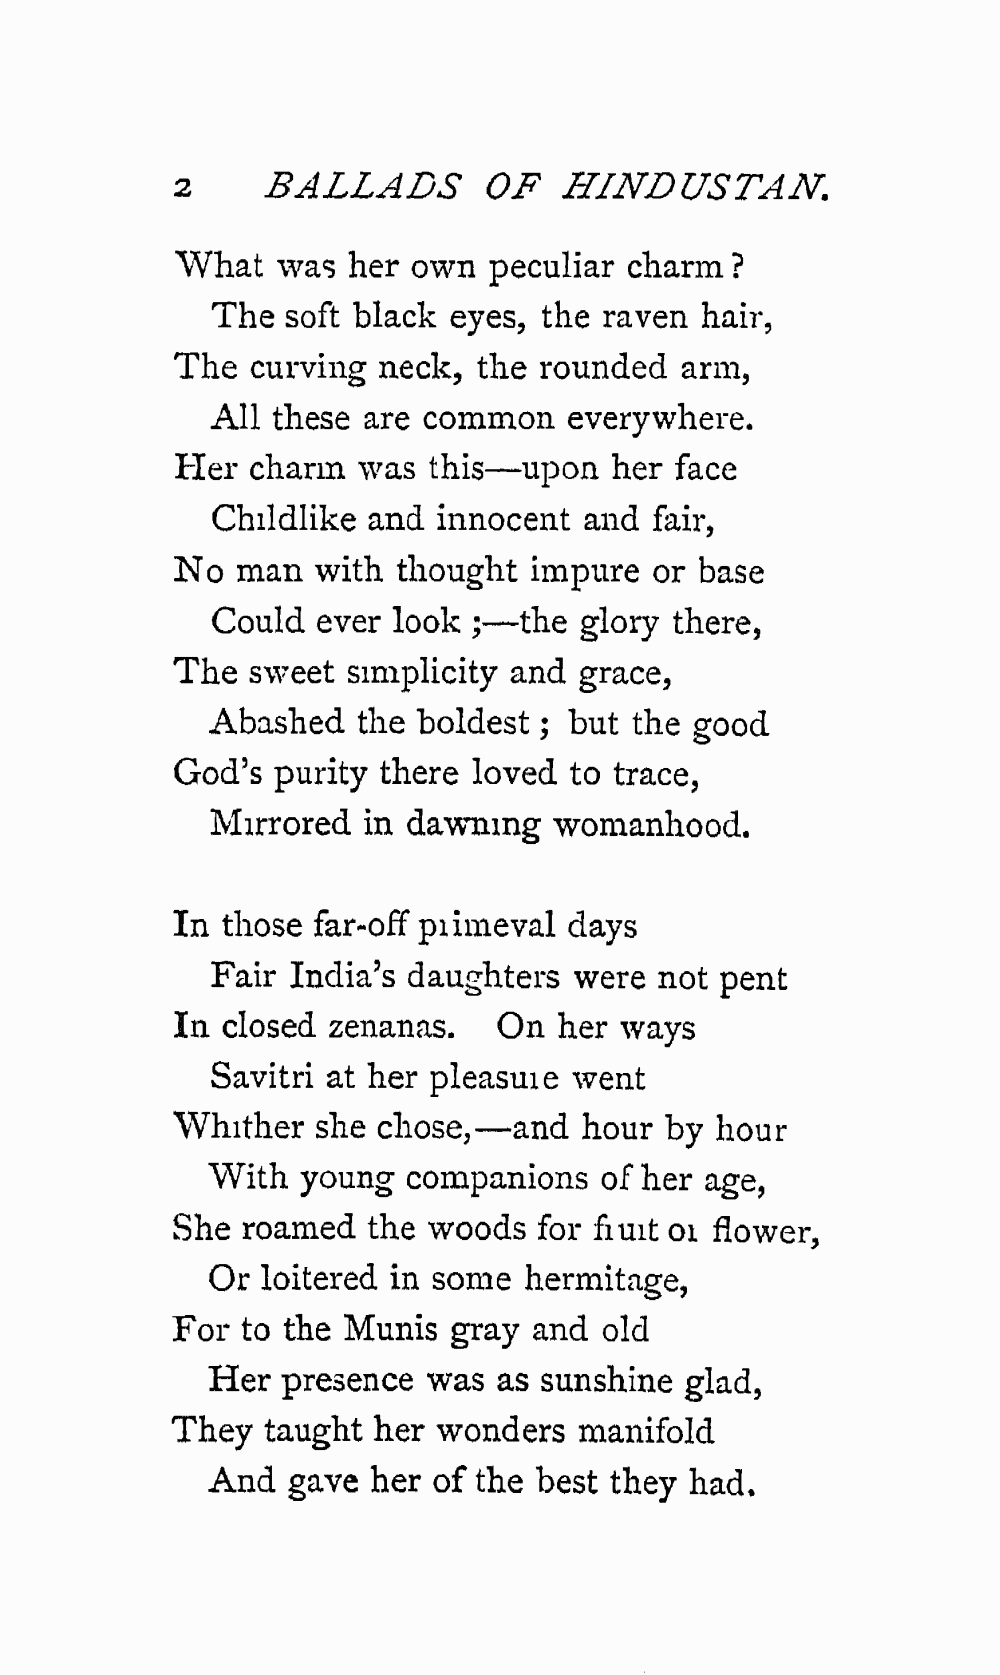 2 BALLADS OF HINDUSTAN.
What was her own peculiar charm ?
The soft black eyes, the raven hair,
The curving neck, the rounded arm,
All these are common everywhere.
Her charm was this—upon her face
Childlike and innocent and fair,
No man with thought impure or base
Could ever look ;—the glory there,
The sweet simplicity and grace,
Abashed the boldest ; but the good
God's purity there loved to trace,
Mirrored in dawning womanhood.
In those far-off primeval days
Fair India's daughters were not pent
In closed zenanas. On her ways
Savitri at her pleasure went
Whither she chose,—and hour by hour
With young companions of her age,
She roamed the woods for fruit or flower,
Or loitered in some hermitage,
For to the Munis gray and old
Her presence was as sunshine glad,
They taught her wonders manifold
And gave her of the best they had.